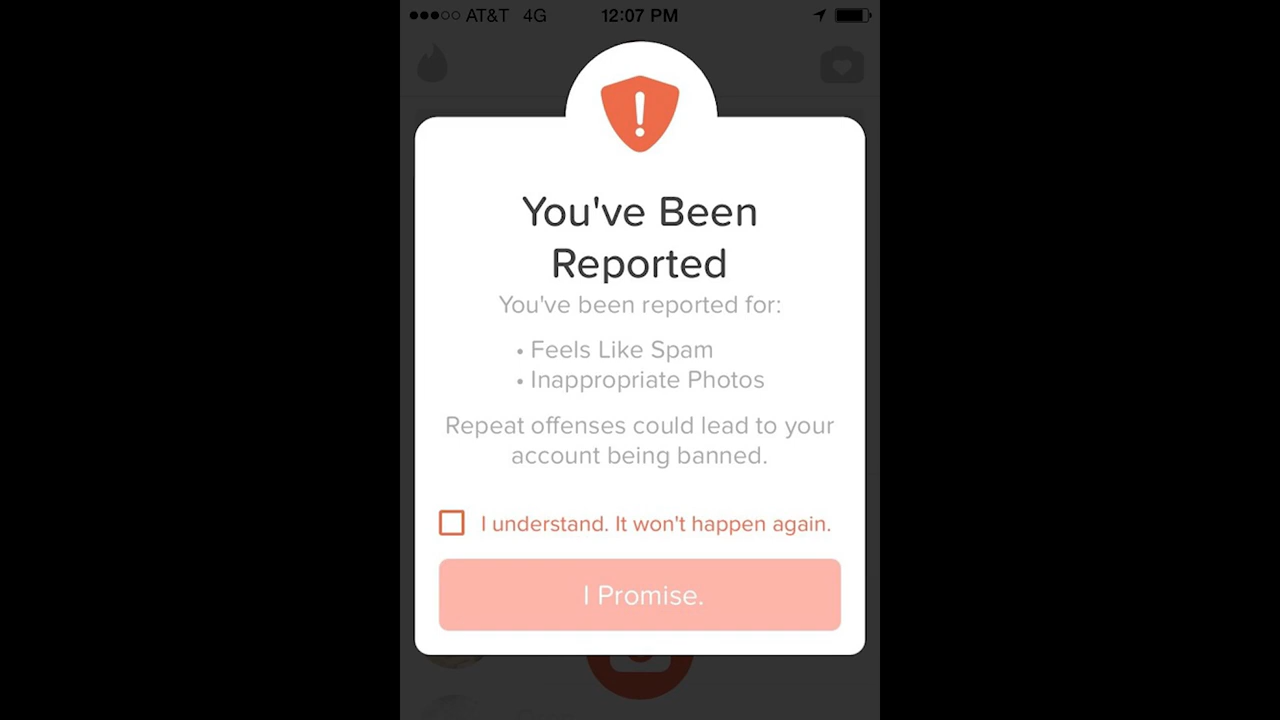 AT&T 4G 12:07 PM
You've Been
Reported
You've been reported for:
• Feels Like Spam
• Inappropriate Photos
Repeat offenses could lead to your
account being banned.
I understand. It won't happen again.
I Promise.